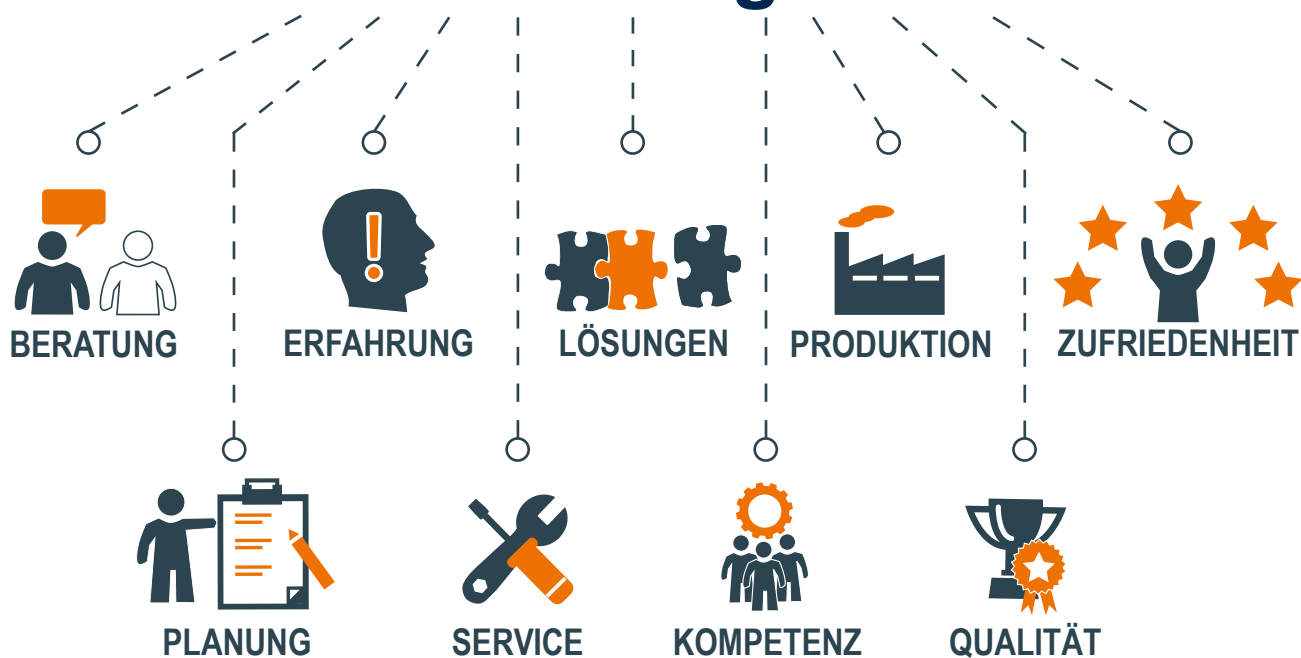 BERATUNG
ERFAHRUNG
LÖSUNGEN
PRODUKTION
ZUFRIEDENHEIT
PLANUNG
SERVICE
KOMPETENZ
QUALITÄT